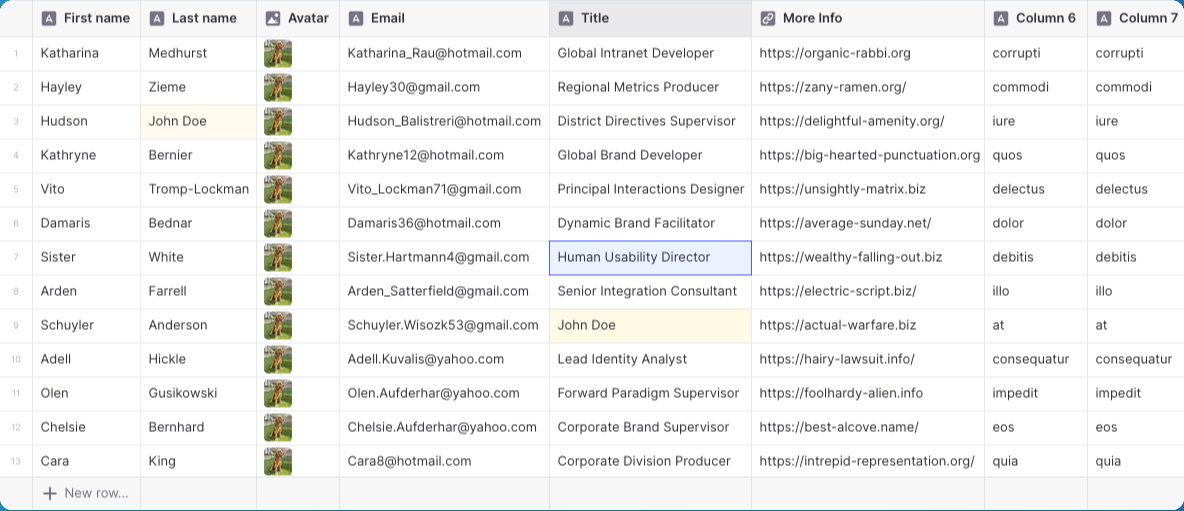 First name Last name Avatar Email Title More Info Column 6 Column 7
1 Katharina Medhurst Katharina_Rau@hotmail.com Global Intranet Developer https://organic-rabbi.org corrupti corrupti
2 Hayley Zieme Hayley30@gmail.com Regional Metrics Producer https://zany-ramen.org/ commodi commodi
3 Hudson John Doe Hudson_Balistreri@hotmail.com District Directives Supervisor https://delightful-amenity.org/ iure iure
4 Kathryne Bernier Kathryne12@hotmail.com Global Brand Developer https://big-hearted-punctuation.org quos quos
5 Vito Tromp-Lockman Vito_Lockman71@gmail.com Principal Interactions Designer https://unsightly-matrix.biz delectus delectus
6 Damaris Bednar Damaris36@hotmail.com Dynamic Brand Facilitator https://average-sunday.net/ dolor dolor
7 Sister White Sister.Hartmann4@gmail.com Human Usability Director https://wealthy-falling-out.biz debitis debitis
8 Arden Farrell Arden_Satterfield@gmail.com Senior Integration Consultant https://electric-script.biz/ illo illo
9 Schuyler Anderson Schuyler.Wisozk53@gmail.com John Doe https://actual-warfare.biz at at
10 Adell Hickle Adell.Kuvalis@yahoo.com Lead Identity Analyst https://hairy-lawsuit.info/ consequatur consequatur
11 Olen Gusikowski Olen.Aufderhar@yahoo.com Forward Paradigm Supervisor https://foolhardy-alien.info impedit impedit
12 Chelsie Bernhard Chelsie.Aufderhar@yahoo.com Corporate Brand Supervisor https://best-alcove.name/ eos eos
13 Cara King Cara8@hotmail.com Corporate Division Producer https://intrepid-representation.org/ quia quia
New row...